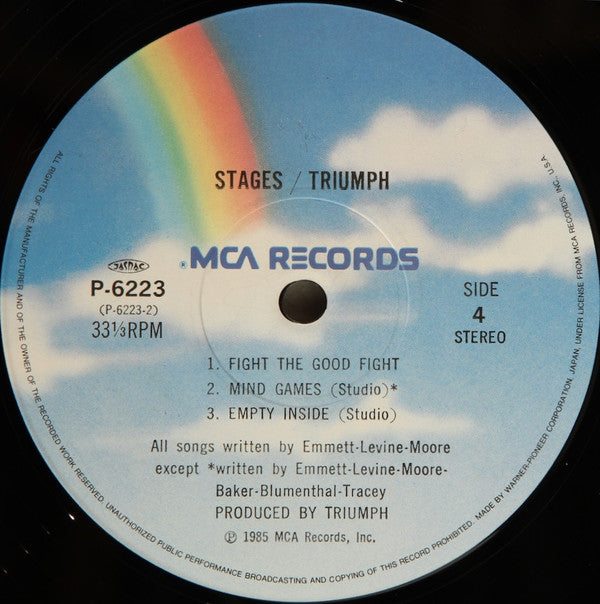 STAGES / TRIUMPH
® MCA RECORDS
JASRAC
P-6223
(P-6223-2)
33⅓RPM
SIDE
4
STEREO
1. FIGHT THE GOOD FIGHT
2. MIND GAMES (Studio)*
3. EMPTY INSIDE (Studio)
All songs written by Emmett-Levine-Moore
except *written by Emmett-Levine-Moore-
Baker-Blumenthal-Tracey
PRODUCED BY TRIUMPH
℗ 1985 MCA Records, Inc.
ALL RIGHTS OF THE MANUFACTURER AND OF THE OWNER OF THE RECORDED WORK RESERVED. UNAUTHORIZED PUBLIC PERFORMANCE BROADCASTING AND COPYING OF THIS RECORD PROHIBITED. MADE BY WARNER-PIONEER CORPORATION, JAPAN, UNDER LICENSE FROM MCA RECORDS INC, U.S.A.